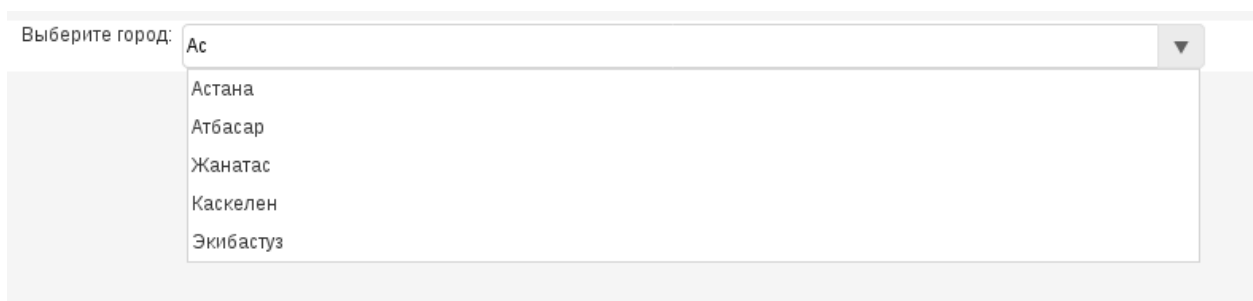 Выберите город:
Ас
Астана
Атбасар
Жанатас
Каскелен
Экибастуз